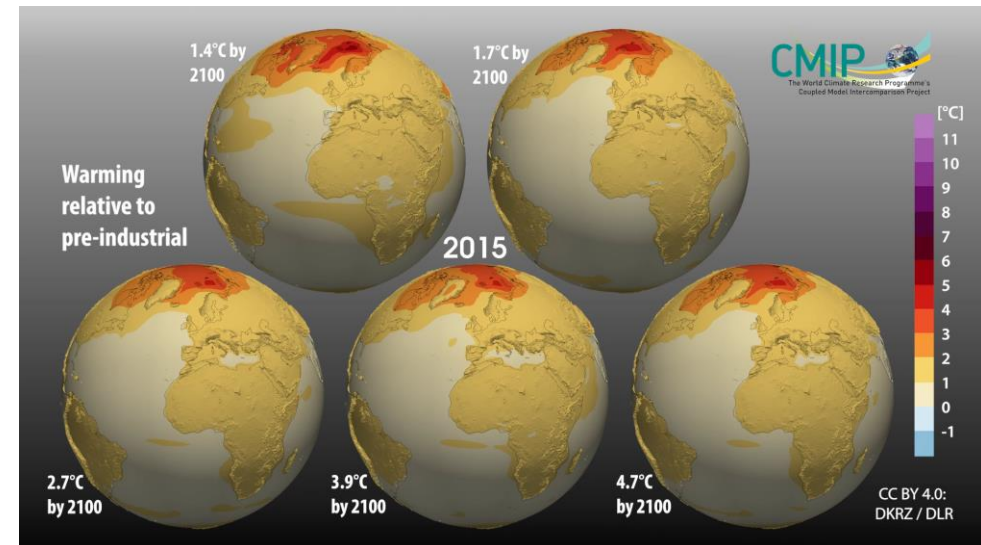 1.4°C by
2100
1.7°C by
2100
CMIP
The World Climate Research Programme's
Coupled Model Intercomparison Project
[°C]
11
10
9
8
7
6
5
4
3
2
1
0
-1
Warming
relative to
pre-industrial
2015
2.7°C
by 2100
3.9°C
by 2100
4.7°C
by 2100
CC BY 4.0:
DKRZ / DLR